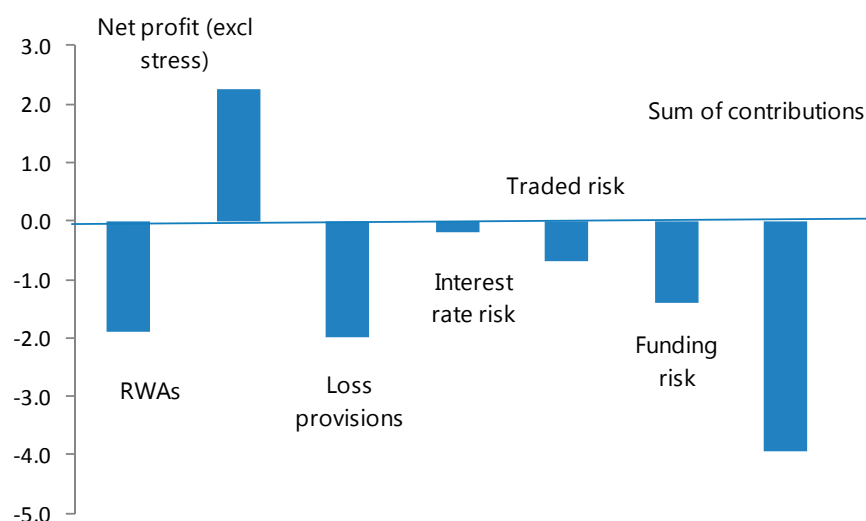 Net profit (excl
stress)
3.0
2.0
1.0
0.0
-1.0
-2.0
-3.0
-4.0
-5.0
Sum of contributions
Traded risk
Interest
rate risk
Funding
risk
RWAs
Loss
provisions